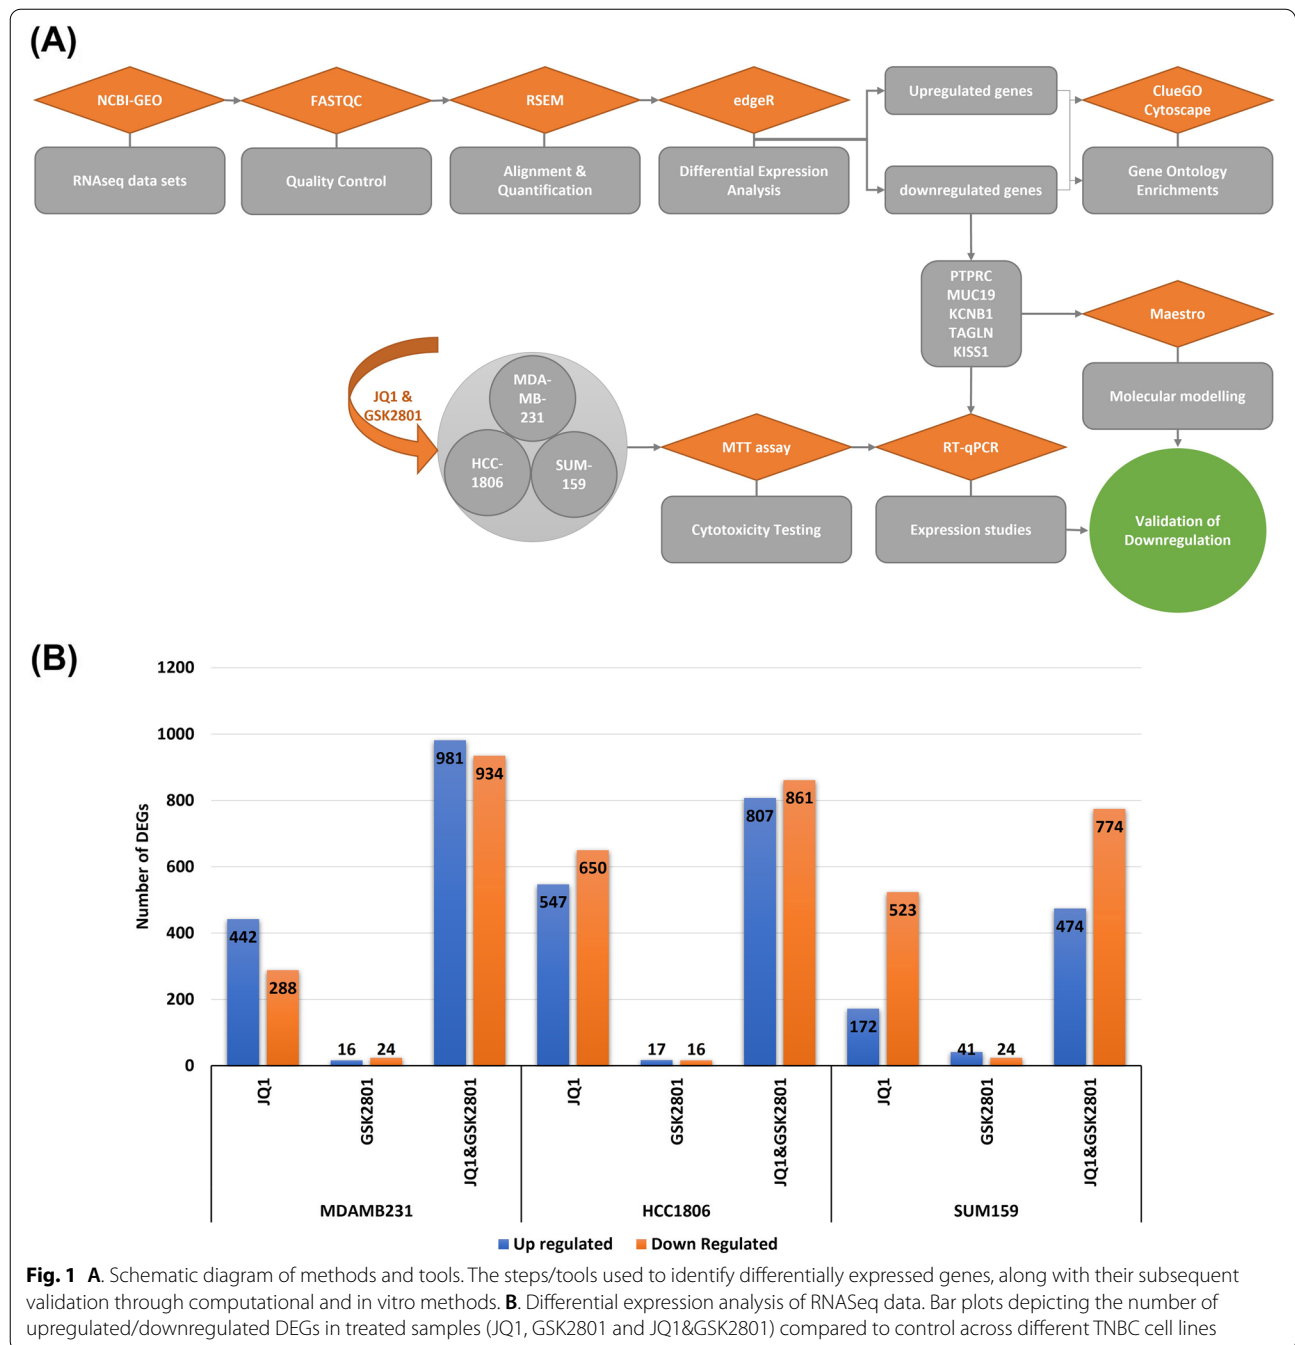 (A)
NCBI-GEO
FASTQC
RSEM
edgeR
Upregulated genes
ClueGO
Cytoscape
RNAseq data sets
Quality Control
Alignment &
Quantification
Differential Expression
Analysis
downregulated genes
Gene Ontology
Enrichments
PTPRC
MUC19
KCNB1
TAGLN
KISS1
Maestro
Molecular modelling
JQ1 &
GSK2801
MDA-
MB-
231
HCC-
1806
SUM-
159
MTT assay
RT-qPCR
Cytotoxicity Testing
Expression studies
Validation of
Downregulation
(B)
Number of DEGs
1200
1000
800
600
400
200
0
442
288
16
24
981
934
547
650
17
16
807
861
172
523
41
24
474
774
JQ1
GSK2801
JQ1&GSK2801
JQ1
GSK2801
JQ1&GSK2801
JQ1
GSK2801
JQ1&GSK2801
MDAMB231
HCC1806
SUM159
Up regulated
Down Regulated
Fig. 1 A. Schematic diagram of methods and tools. The steps/tools used to identify differentially expressed genes, along with their subsequent
validation through computational and in vitro methods. B. Differential expression analysis of RNASeq data. Bar plots depicting the number of
upregulated/downregulated DEGs in treated samples (JQ1, GSK2801 and JQ1&GSK2801) compared to control across different TNBC cell lines